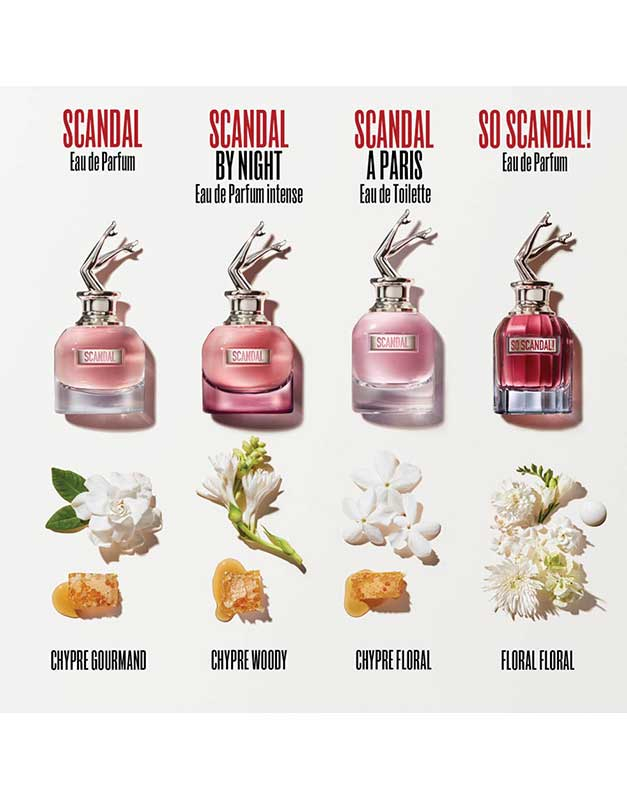 SCANDAL
Eau de Parfum
SCANDAL
BY NIGHT
Eau de Parfum intense
SCANDAL
A PARIS
Eau de Toilette
SO SCANDAL!
Eau de Parfum
SCANDAL
SCANDAL
SCANDAL
SO SCANDAL!
CHYPRE GOURMAND
CHYPRE WOODY
CHYPRE FLORAL
FLORAL FLORAL